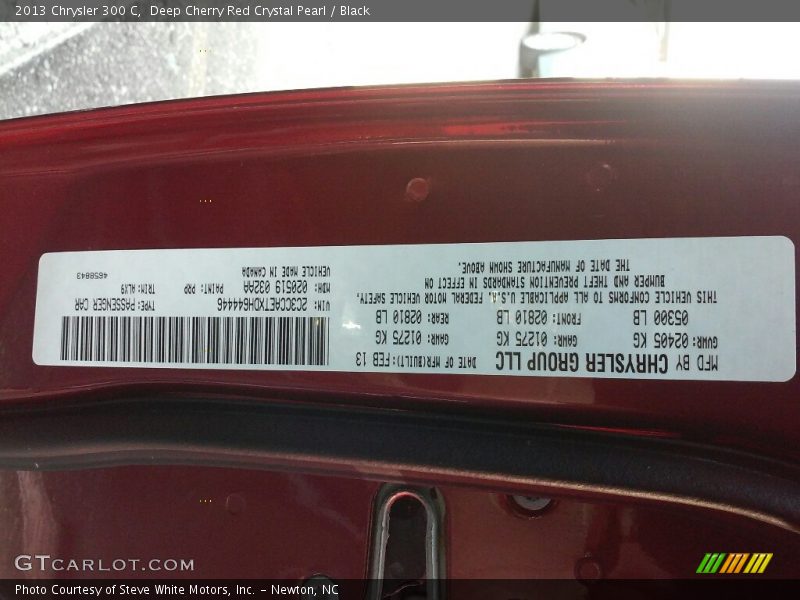 2013 Chrysler 300 C, Deep Cherry Red Crystal Pearl / Black
MFD BY CHRYSLER GROUP LLC DATE OF MFR(BUILT): FEB 13
GVWR: 02405 KG GAWR: 01275 KG GAWR: 01275 KG
05300 LB FRONT: 02810 LB REAR: 02810 LB
THIS VEHICLE CONFORMS TO ALL APPLICABLE U.S.A. FEDERAL MOTOR VEHICLE SAFETY,
BUMPER AND THEFT PREVENTION STANDARDS IN EFFECT ON
THE DATE OF MANUFACTURE SHOWN ABOVE.
VIN: 2C3CCAETXDH644446 TYPE: PASSENGER CAR
MDH: 020519 032AA PAINT: PRP TRIM: ALX9
VEHICLE MADE IN CANADA 4658843
GTCARLOT.COM
Photo Courtesy of Steve White Motors, Inc. – Newton, NC